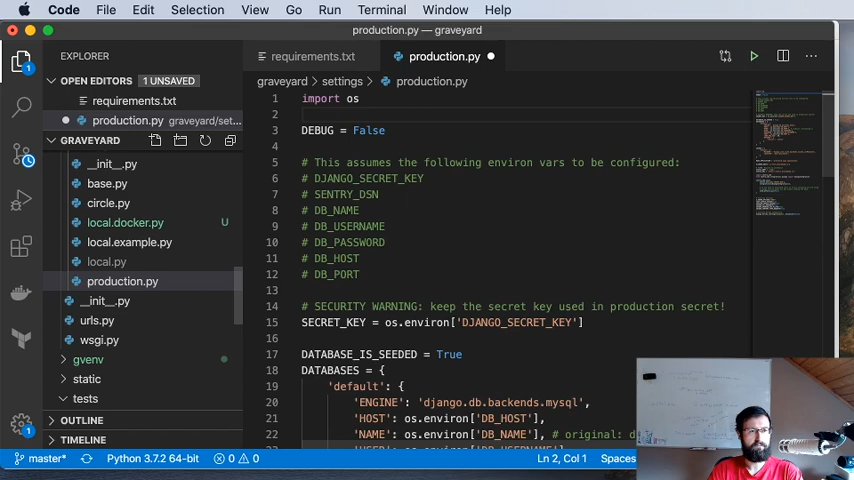 Code File Edit Selection View Go Run Terminal Window Help
production.py — graveyard
EXPLORER
OPEN EDITORS 1 UNSAVED
requirements.txt
production.py graveyard/set...
GRAVEYARD
__init__.py
base.py
circle.py
local.docker.py U
local.example.py
local.py
production.py
__init__.py
urls.py
wsgi.py
gvenv
static
tests
OUTLINE
TIMELINE
requirements.txt production.py
graveyard settings production.py
1 import os
2
3 DEBUG = False
4
5 # This assumes the following environ vars to be configured:
6 # DJANGO_SECRET_KEY
7 # SENTRY_DSN
8 # DB_NAME
9 # DB_USERNAME
10 # DB_PASSWORD
11 # DB_HOST
12 # DB_PORT
13
14 # SECURITY WARNING: keep the secret key used in production secret!
15 SECRET_KEY = os.environ['DJANGO_SECRET_KEY']
16
17 DATABASE_IS_SEEDED = True
18 DATABASES = {
19 'default': {
20 'ENGINE': 'django.db.backends.mysql',
21 'HOST': os.environ['DB_HOST'],
22 'NAME': os.environ['DB_NAME'], # original: d
1
1
master* Python 3.7.2 64-bit 0 0 Ln 2, Col 1 Spaces